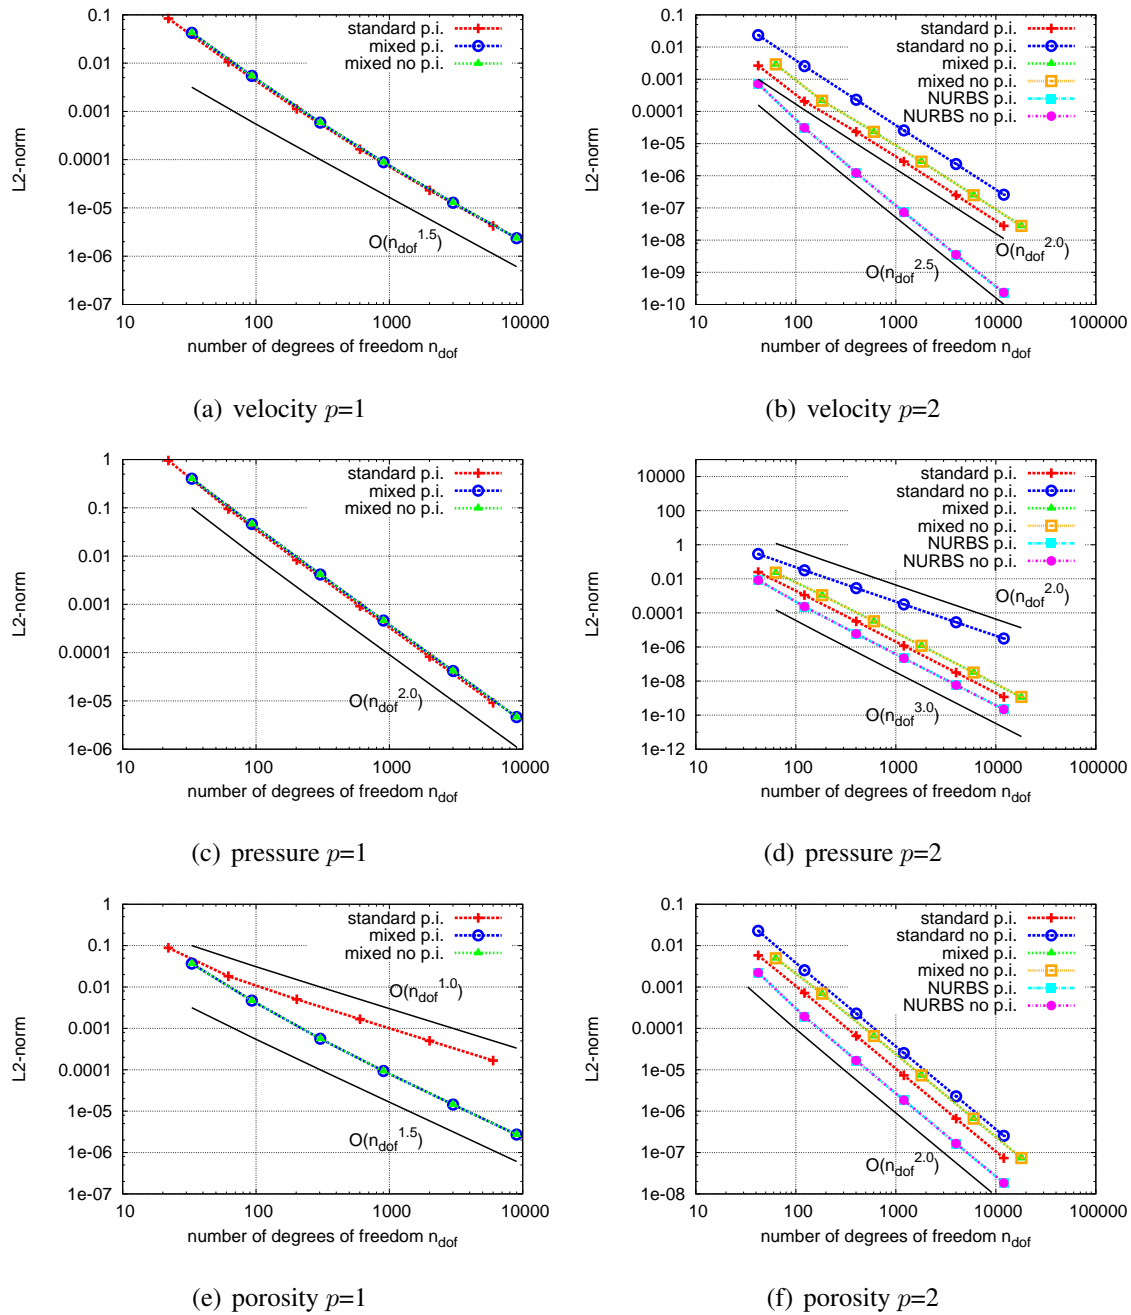 0.1
0.01
0.001
0.0001
1e-05
1e-06
1e-07
L2-norm
standard p.i.
mixed p.i.
mixed no p.i.
O(n_dof^1.5)
10 100 1000 10000
number of degrees of freedom n_dof
(a) velocity p=1
0.1
0.01
0.001
0.0001
1e-05
1e-06
1e-07
1e-08
1e-09
1e-10
L2-norm
standard p.i.
standard no p.i.
mixed p.i.
mixed no p.i.
NURBS p.i.
NURBS no p.i.
O(n_dof^2.0)
O(n_dof^2.5)
10 100 1000 10000 100000
number of degrees of freedom n_dof
(b) velocity p=2
1
0.1
0.01
0.001
0.0001
1e-05
1e-06
L2-norm
standard p.i.
mixed p.i.
mixed no p.i.
O(n_dof^2.0)
10 100 1000 10000
number of degrees of freedom n_dof
(c) pressure p=1
10000
100
1
0.01
0.0001
1e-06
1e-08
1e-10
1e-12
L2-norm
standard p.i.
standard no p.i.
mixed p.i.
mixed no p.i.
NURBS p.i.
NURBS no p.i.
O(n_dof^2.0)
O(n_dof^3.0)
10 100 1000 10000 100000
number of degrees of freedom n_dof
(d) pressure p=2
1
0.1
0.01
0.001
0.0001
1e-05
1e-06
1e-07
L2-norm
standard p.i.
mixed p.i.
mixed no p.i.
O(n_dof^1.0)
O(n_dof^1.5)
10 100 1000 10000
number of degrees of freedom n_dof
(e) porosity p=1
0.1
0.01
0.001
0.0001
1e-05
1e-06
1e-07
1e-08
L2-norm
standard p.i.
standard no p.i.
mixed p.i.
mixed no p.i.
NURBS p.i.
NURBS no p.i.
O(n_dof^2.0)
10 100 1000 10000 100000
number of degrees of freedom n_dof
(f) porosity p=2